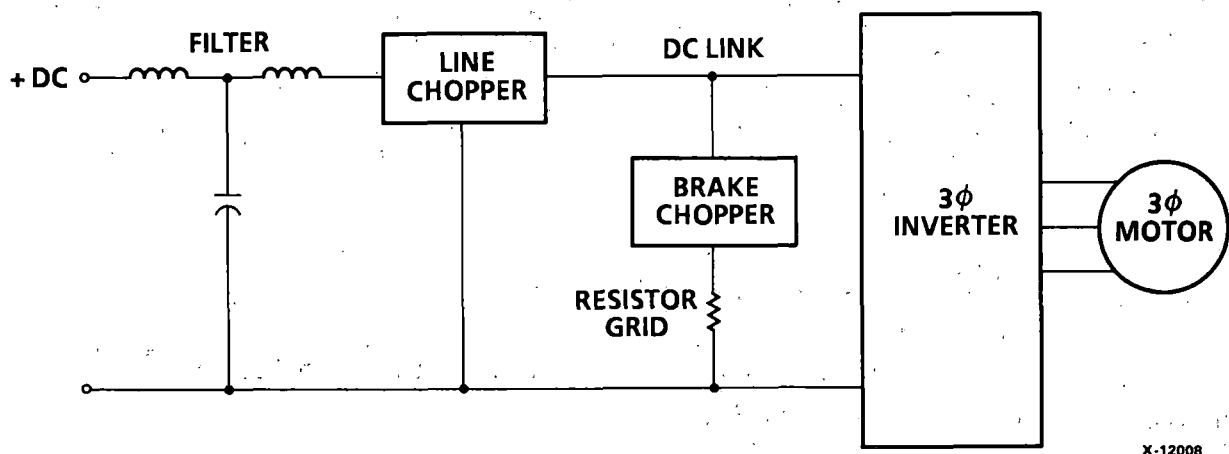 FILTER
+ DC
LINE
CHOPPER
DC LINK
BRAKE
CHOPPER
RESISTOR
GRID
3ϕ
INVERTER
3ϕ
MOTOR
X-12008